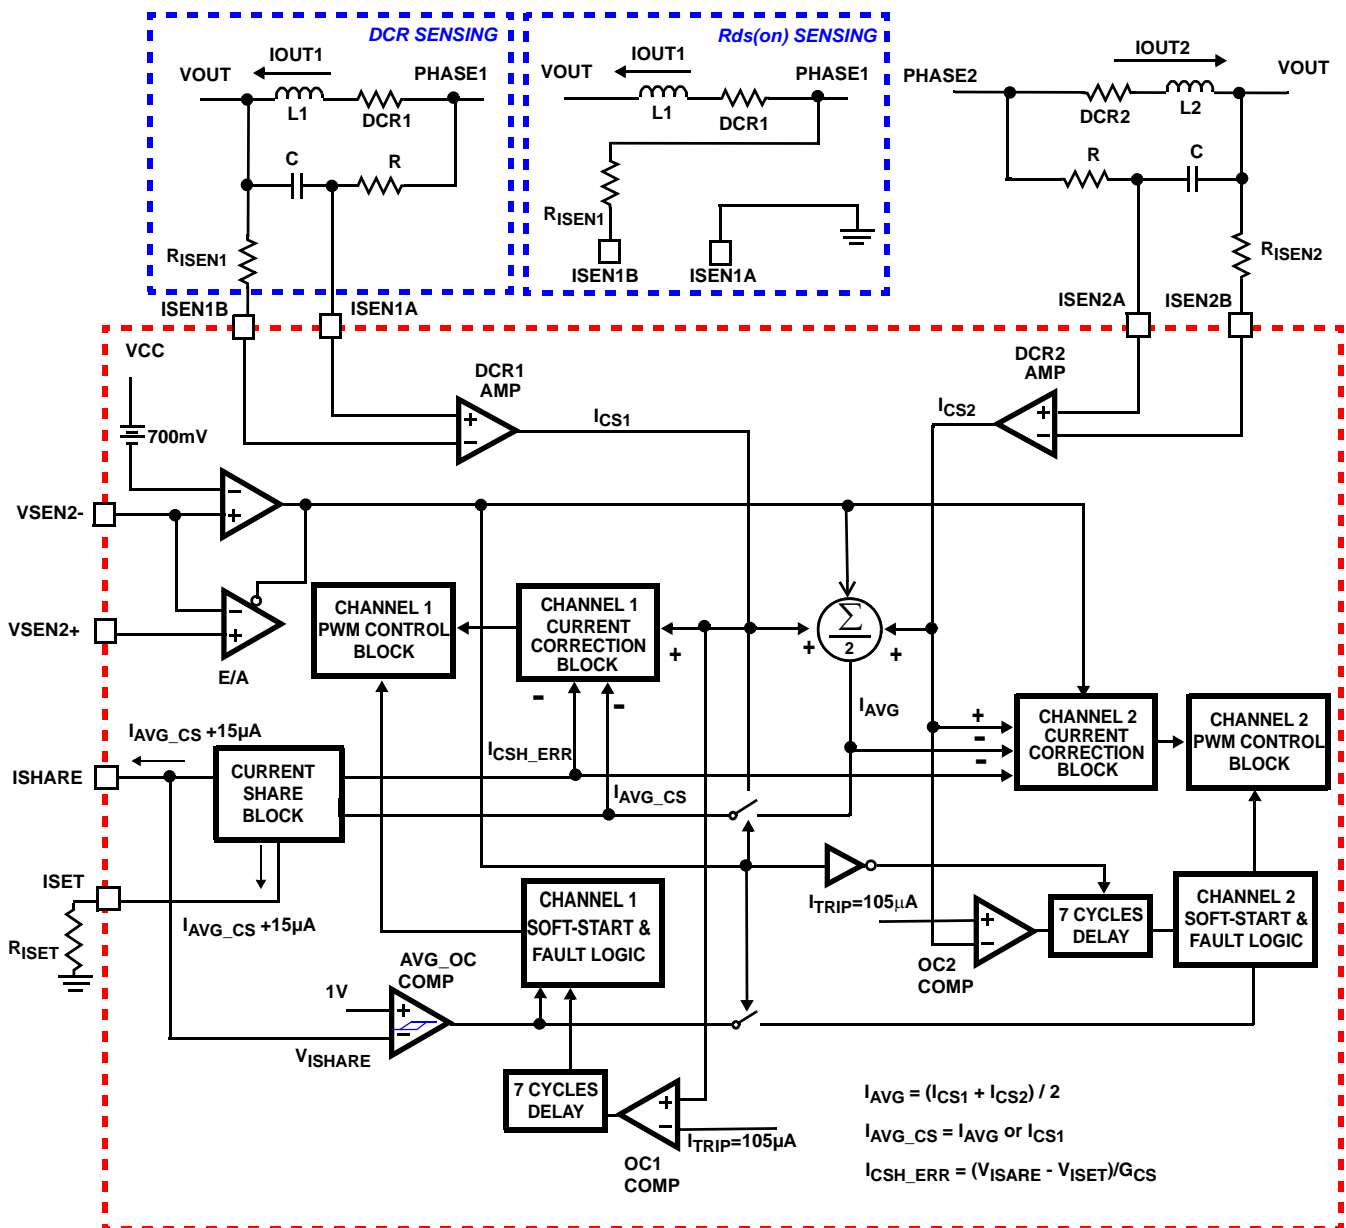 DCR SENSING
IOUT1
VOUT
PHASE1
L1
DCR1
C
R
RISEN1
ISEN1B
ISEN1A
Rds(on) SENSING
IOUT1
VOUT
PHASE1
L1
DCR1
RISEN1
ISEN1B
ISEN1A
IOUT2
PHASE2
VOUT
DCR2
L2
R
C
RISEN2
ISEN2A
ISEN2B
VCC
700mV
DCR1
AMP
+
−
ICS1
DCR2
AMP
+
−
ICS2
VSEN2-
−
+
VSEN2+
−
+
E/A
CHANNEL 1
PWM CONTROL
BLOCK
CHANNEL 1
CURRENT
CORRECTION
BLOCK
+
-
-
Σ
2
+
+
IAVG
CHANNEL 2
CURRENT
CORRECTION
BLOCK
+
-
-
CHANNEL 2
PWM CONTROL
BLOCK
IAVG_CS +15µA
ISHARE
CURRENT
SHARE
BLOCK
ICSH_ERR
IAVG_CS
ISET
IAVG_CS +15µA
RISET
CHANNEL 1
SOFT-START &
FAULT LOGIC
ITRIP=105µA
+
−
OC2
COMP
7 CYCLES
DELAY
CHANNEL 2
SOFT-START &
FAULT LOGIC
AVG_OC
COMP
1V
+
−
VISHARE
7 CYCLES
DELAY
+
−
ITRIP=105µA
OC1
COMP
IAVG = (ICS1 + ICS2) / 2
IAVG_CS = IAVG or ICS1
ICSH_ERR = (VISARE - VISET)/GCS